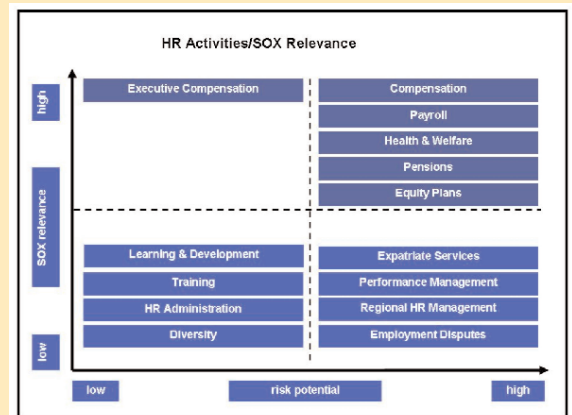 HR Activities/SOX Relevance
high
Executive Compensation
Compensation
Payroll
Health & Welfare
Pensions
Equity Plans
SOX relevance
Learning & Development
Expatriate Services
Training
Performance Management
HR Administration
Regional HR Management
Diversity
Employment Disputes
low
low
risk potential
high